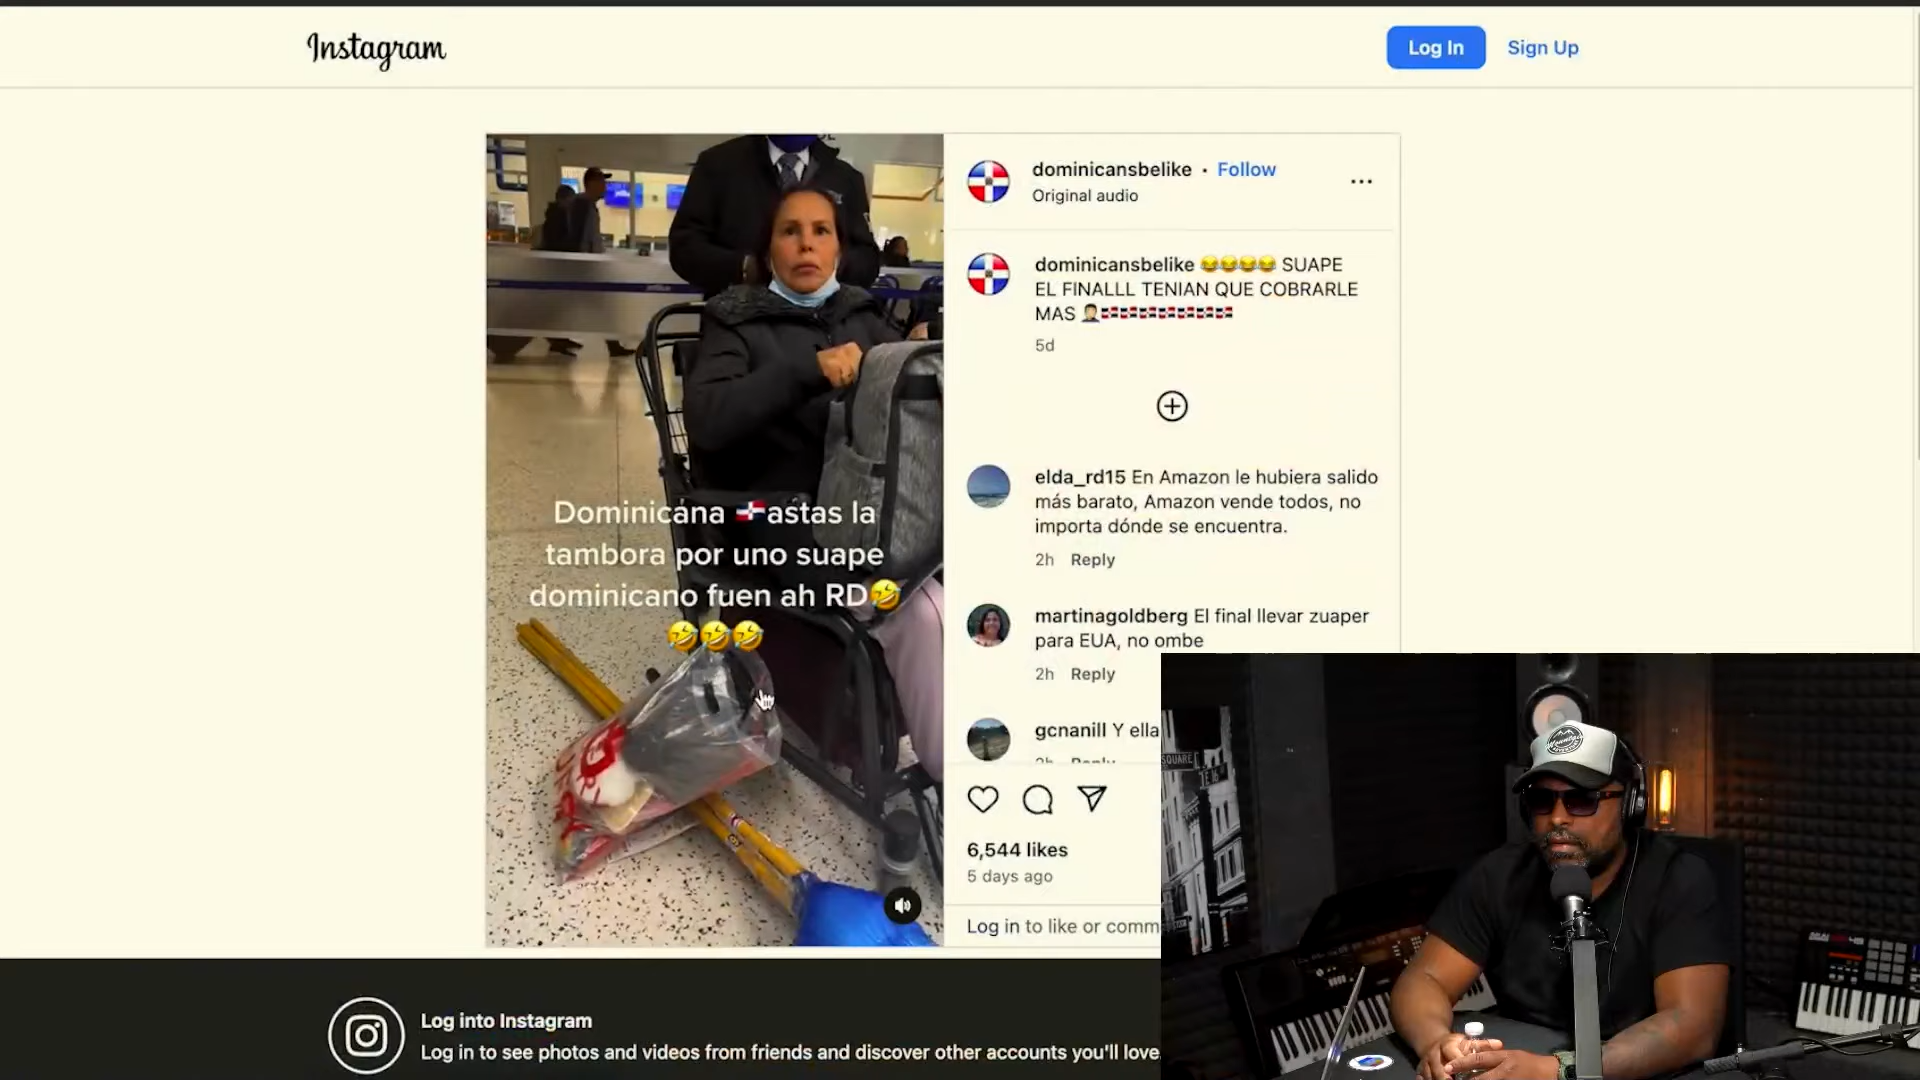 Instagram
Log In
Sign Up
dominicansbelike • Follow
Original audio
dominicansbelike 😂😂😂😂 SUAPE
EL FINALLL TENIAN QUE COBRARLE
MAS 🤦🏼‍♂️🇩🇴🇩🇴🇩🇴🇩🇴🇩🇴🇩🇴🇩🇴
5d
elda_rd15 En Amazon le hubiera salido
más barato, Amazon vende todos, no
importa dónde se encuentra.
2h Reply
martinagoldberg El final llevar zuaper
para EUA, no ombe
2h Reply
gcnanill Y ella
2h Reply
6,544 likes
5 days ago
Log in to like or comm
Dominicana 🇩🇴astas la
tambora por uno suape
dominicano fuen ah RD🤣
🤣🤣🤣
SQUARE
Log into Instagram
Log in to see photos and videos from friends and discover other accounts you'll love.